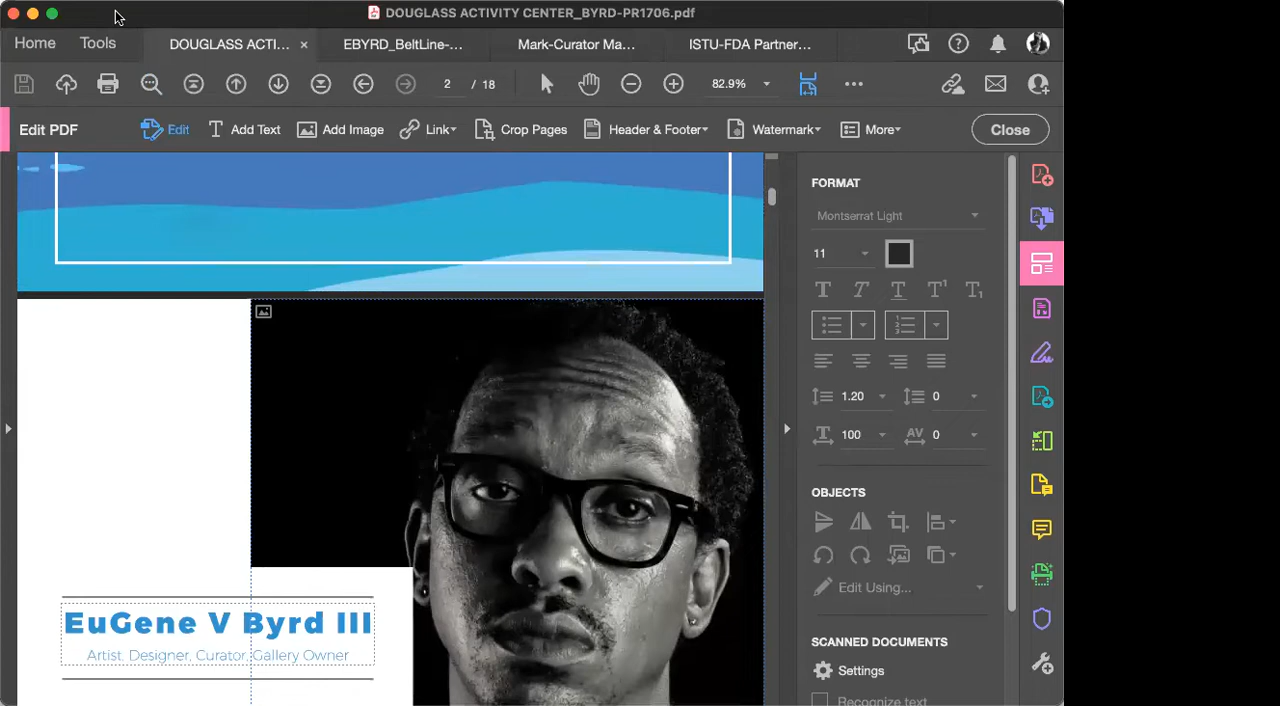 DOUGLASS ACTIVITY CENTER_BYRD-PR1706.pdf
Home Tools DOUGLASS ACTI... × EBYRD_BeltLine-... Mark-Curator Ma... ISTU-FDA Partner...
2 / 18 82.9%
Edit PDF Edit Add Text Add Image Link Crop Pages Header & Footer Watermark More Close
FORMAT
Montserrat Light
11
1.20 0
100 0
OBJECTS
Edit Using...
SCANNED DOCUMENTS
Settings
Recognize text
EuGene V Byrd III
Artist, Designer, Curator, Gallery Owner